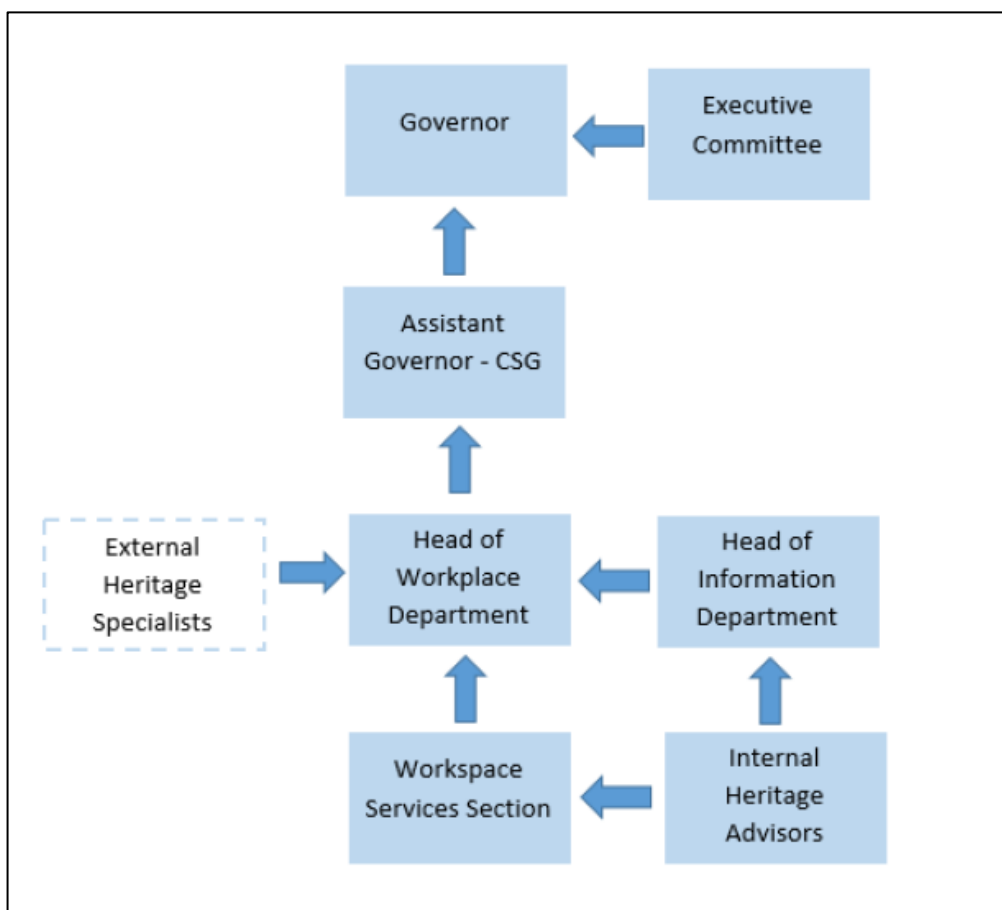 Governor
Executive
Committee
Assistant
Governor - CSG
External
Heritage
Specialists
Head of
Workplace
Department
Head of
Information
Department
Workspace
Services Section
Internal
Heritage
Advisors